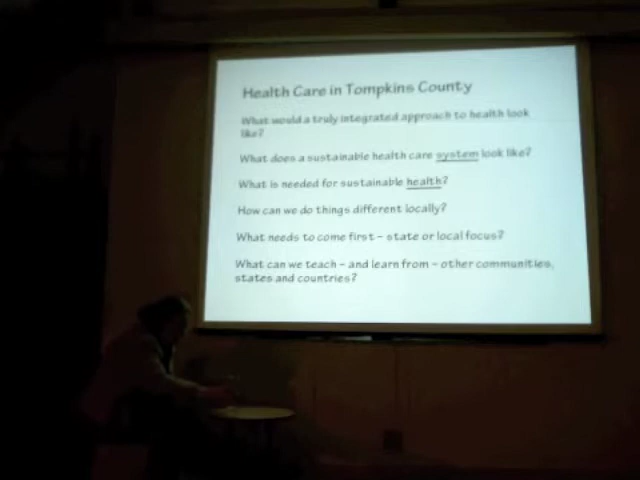 Health Care in Tompkins County
What would a truly integrated approach to health look
like?
What does a sustainable health care system look like?
What is needed for sustainable health?
How can we do things different locally?
What needs to come first – state or local focus?
What can we teach – and learn from – other communities,
states and countries?